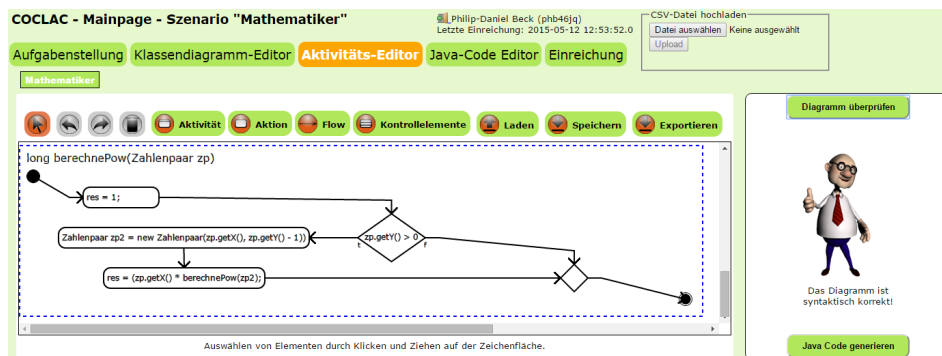 COCLAC - Mainpage - Szenario "Mathematiker"
Philip-Daniel Beck (phb46jq)
Letzte Einreichung: 2015-05-12 12:53:52.0
CSV-Datei hochladen
Datei auswählen Keine ausgewählt
Upload
Aufgabenstellung Klassendiagramm-Editor Aktivitäts-Editor Java-Code Editor Einreichung
Mathematiker
Aktivität Aktion Flow Kontrollelemente Laden Speichern Exportieren
long berechnePow(Zahlenpaar zp)
res = 1;
Zahlenpaar zp2 = new Zahlenpaar(zp.getX(), zp.getY() - 1))
zp.getY() > 0
t f
res = (zp.getX() * berechnePow(zp2);
Auswählen von Elementen durch Klicken und Ziehen auf der Zeichenfläche.
Diagramm überprüfen
Das Diagramm ist
syntaktisch korrekt!
Java Code generieren